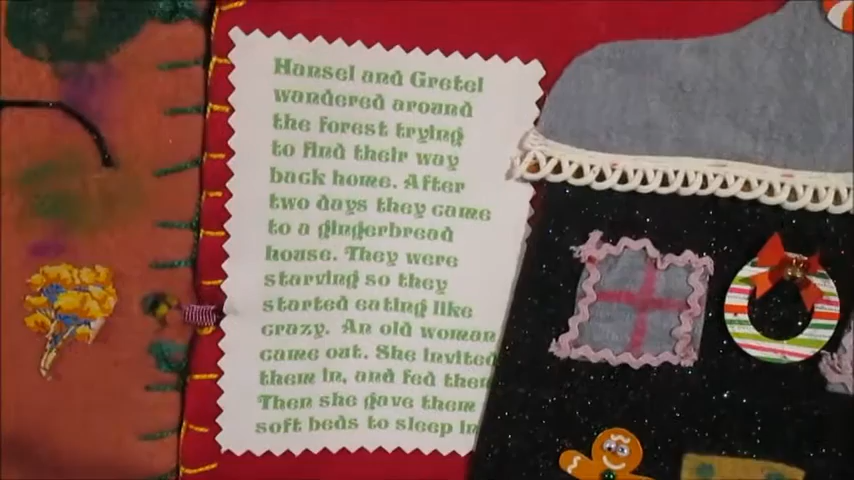 Hansel and Gretel
wandered around
the forest trying
to find their way
back home. After
two days they came
to a gingerbread
house. They were
starving so they
started eating like
crazy. An old woman
came out. She invited
them in, and fed them
Then she gave them
soft beds to sleep in